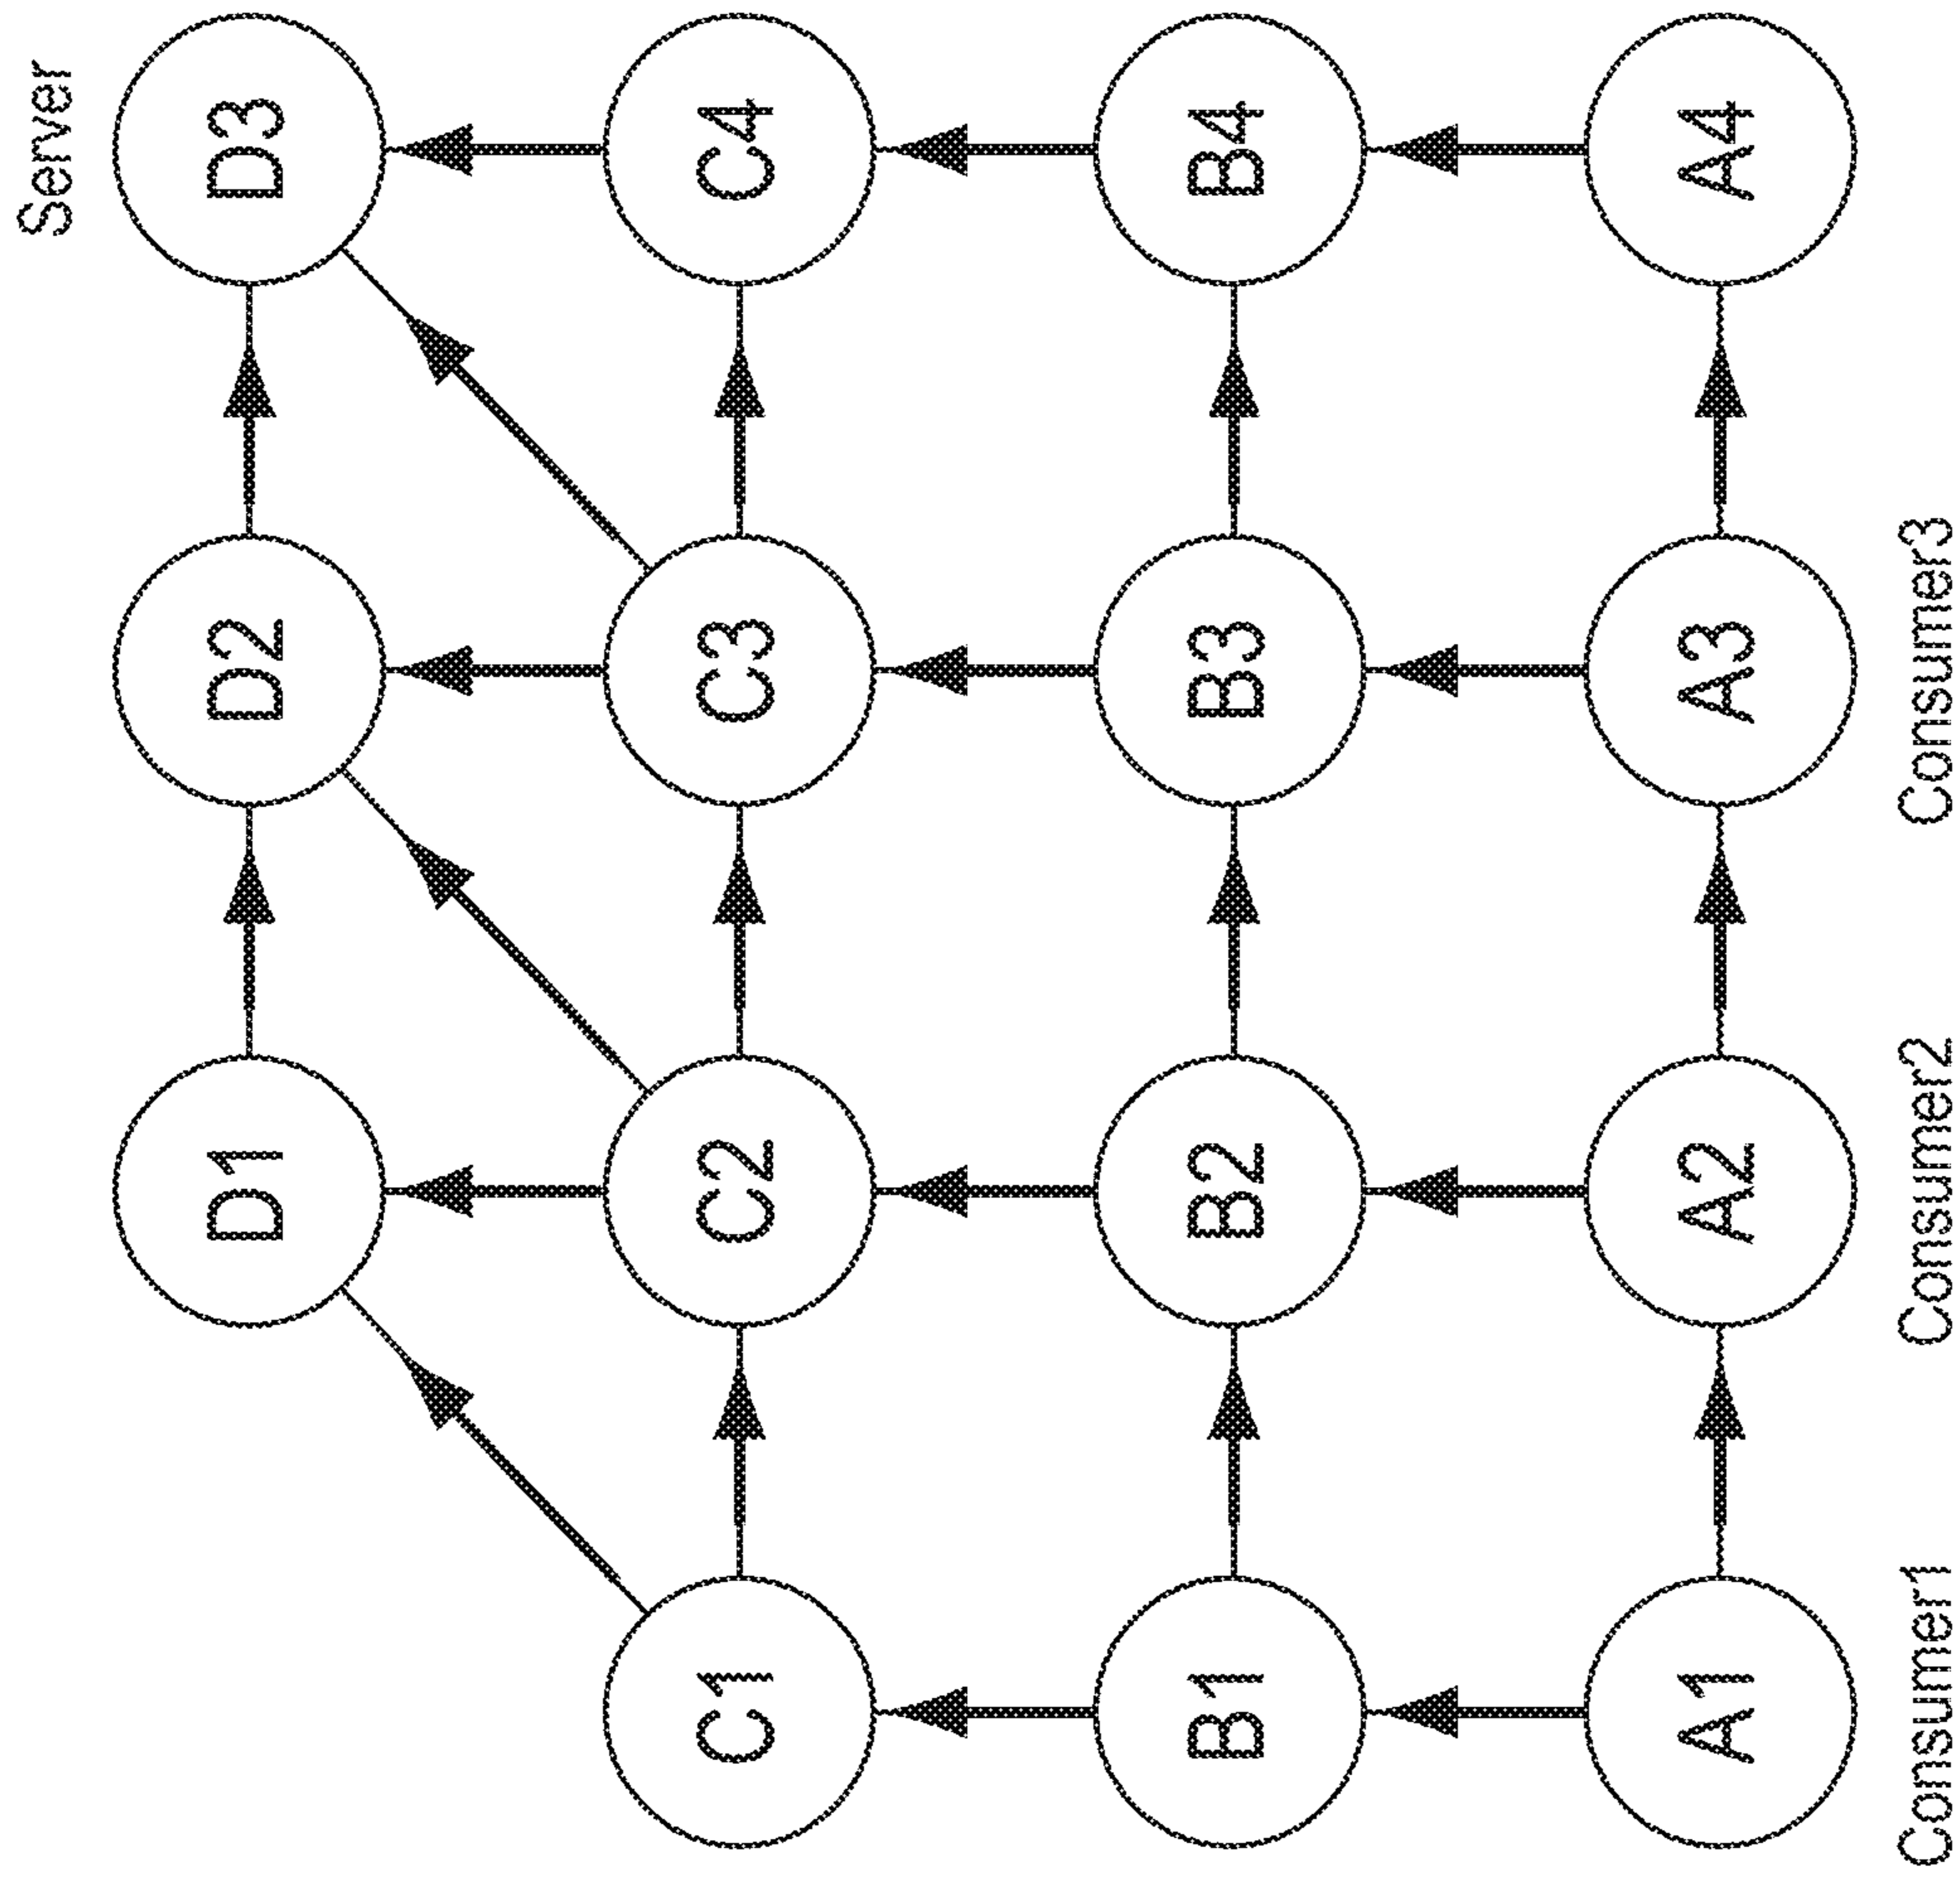 Server
D1 D2 D3
C1 C2 C3 C4
B1 B2 B3 B4
A1 A2 A3 A4
Consumer1 Consumer2 Consumer3